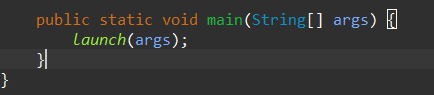 public static void main(String[] args) {
launch(args);
}
}